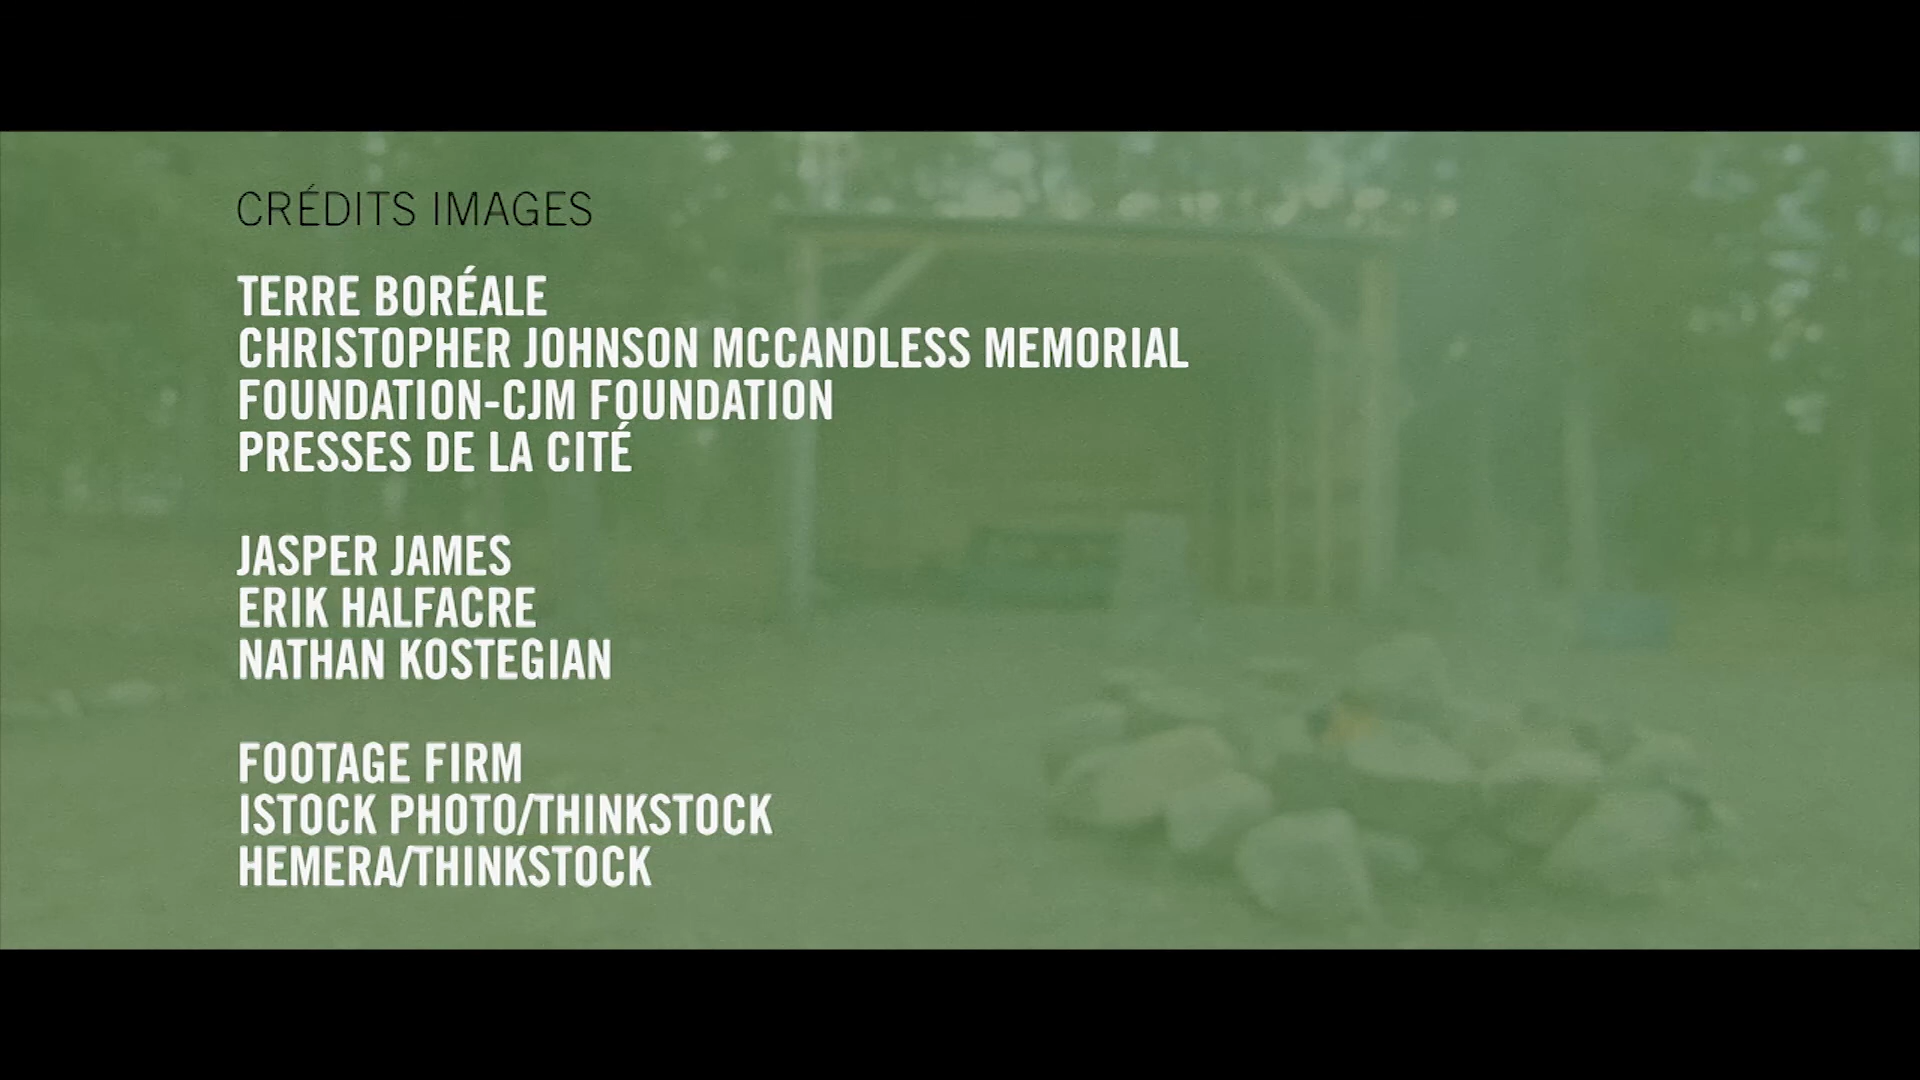 CRÉDITS IMAGES
TERRE BORÉALE
CHRISTOPHER JOHNSON MCCANDLESS MEMORIAL
FOUNDATION-CJM FOUNDATION
PRESSES DE LA CITÉ
JASPER JAMES
ERIK HALFACRE
NATHAN KOSTEGIAN
FOOTAGE FIRM
ISTOCK PHOTO/THINKSTOCK
HEMERA/THINKSTOCK